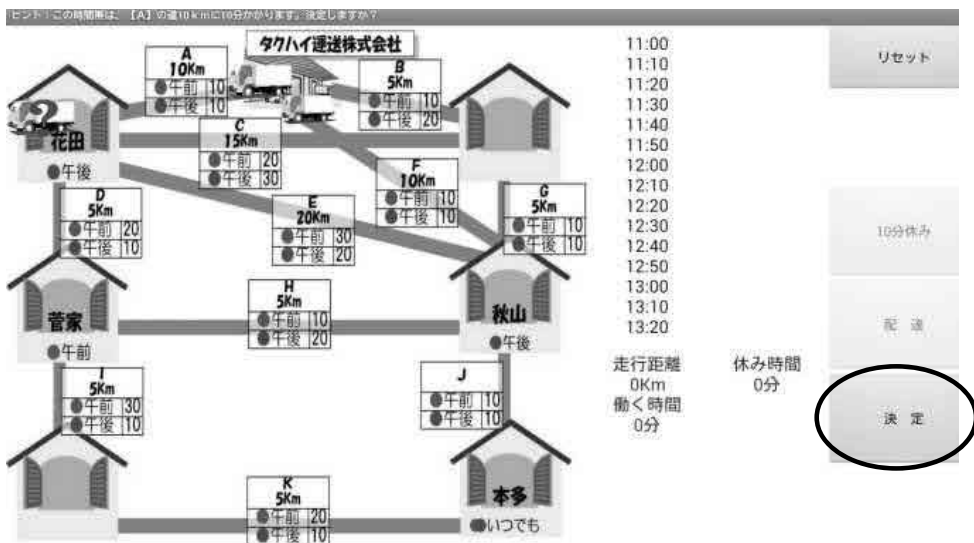 ヒント:この時間帯は、【A】の道10kmに10分かかります。決定しますか?
タクハイ運送株式会社
A
10Km
●午前 10
●午後 10
B
5Km
●午前 10
●午後 20
C
15Km
●午前 20
●午後 30
?
花田
●午後
D
5Km
●午前 20
●午後 10
E
20Km
●午前 30
●午後 20
F
10Km
●午前 10
●午後 10
G
5Km
●午前 10
●午後 10
H
5Km
●午前 10
●午後 20
菅家
●午前
秋山
●午後
I
5Km
●午前 30
●午後 10
J
●午前 10
●午後 10
K
5Km
●午前 20
●午後 10
本多
●いつでも
11:00
11:10
11:20
11:30
11:40
11:50
12:00
12:10
12:20
12:30
12:40
12:50
13:00
13:10
13:20
走行距離
0Km
働く時間
0分
休み時間
0分
リセット
10分休み
配達
決定